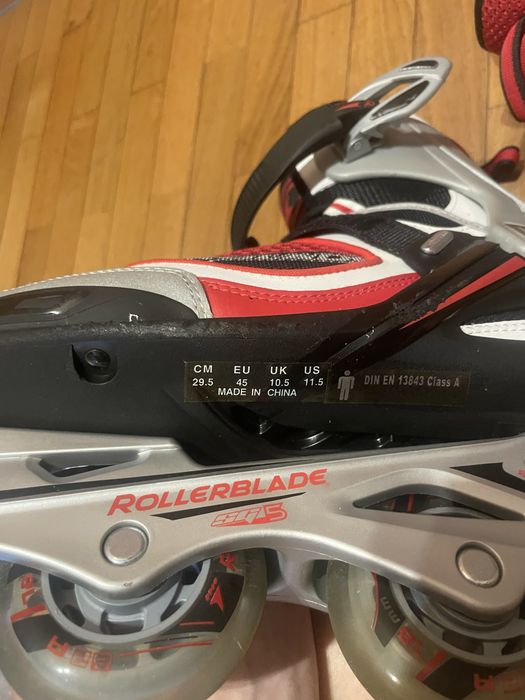 CM EU UK US
29.5 45 10.5 11.5
MADE IN CHINA
DIN EN 13843 Class A
ROLLERBLADE
SG5